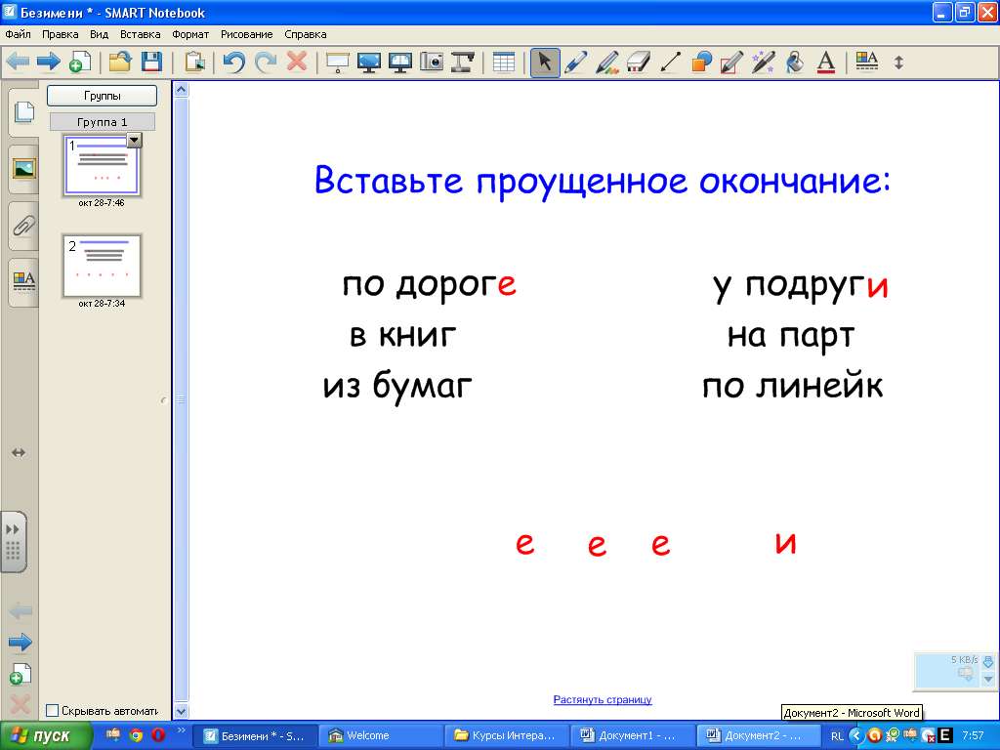 Безимени * - SMART Notebook
Файл Правка Вид Вставка Формат Рисование Справка
Группы
Группа 1
1
окт 28-7:46
2
окт 28-7:34
Вставьте проущенное окончание:
по дороге у подруги
в книг на парт
из бумаг по линейк
е е е и
5 KB/s
Растянуть страницу
Скрывать автомати
Документ2 - Microsoft Word
пуск Безимени * - S... Welcome Курсы Интера... Документ1 - ... Документ2 - ... RL E 7:57